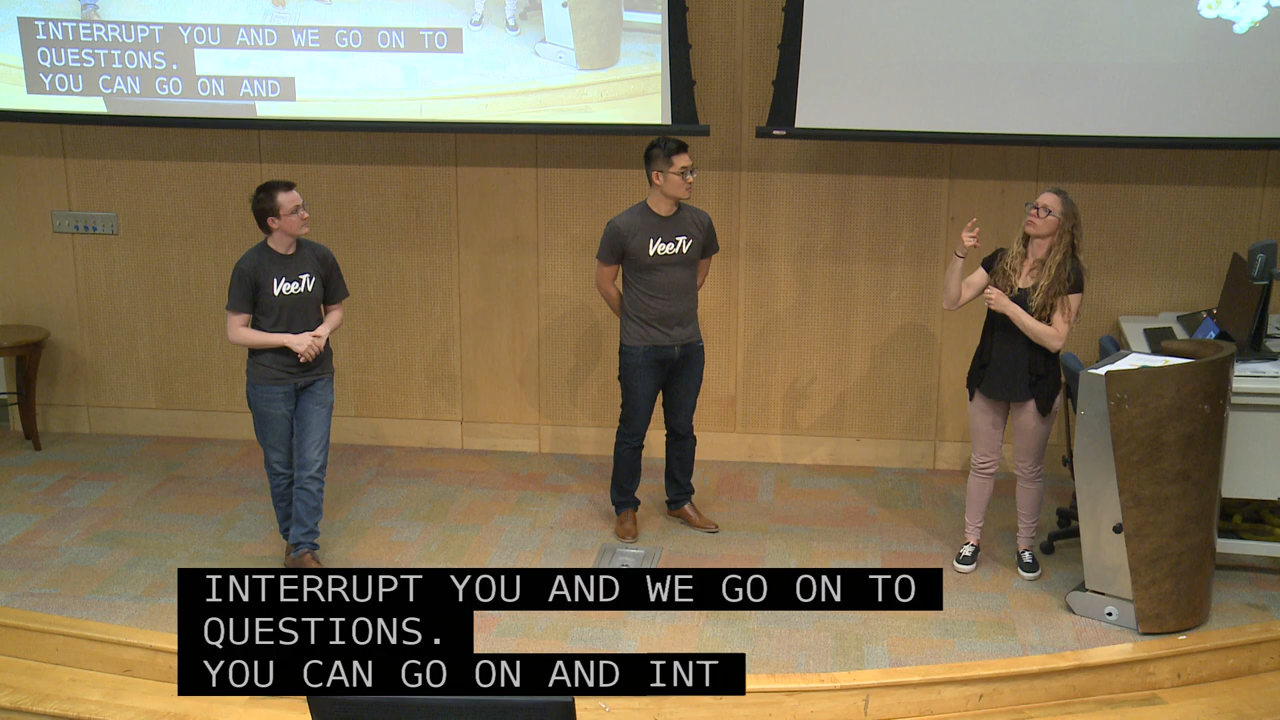 INTERRUPT YOU AND WE GO ON TO
QUESTIONS.
YOU CAN GO ON AND
VeeTV
VeeTV
INTERRUPT YOU AND WE GO ON TO
QUESTIONS.
YOU CAN GO ON AND INT